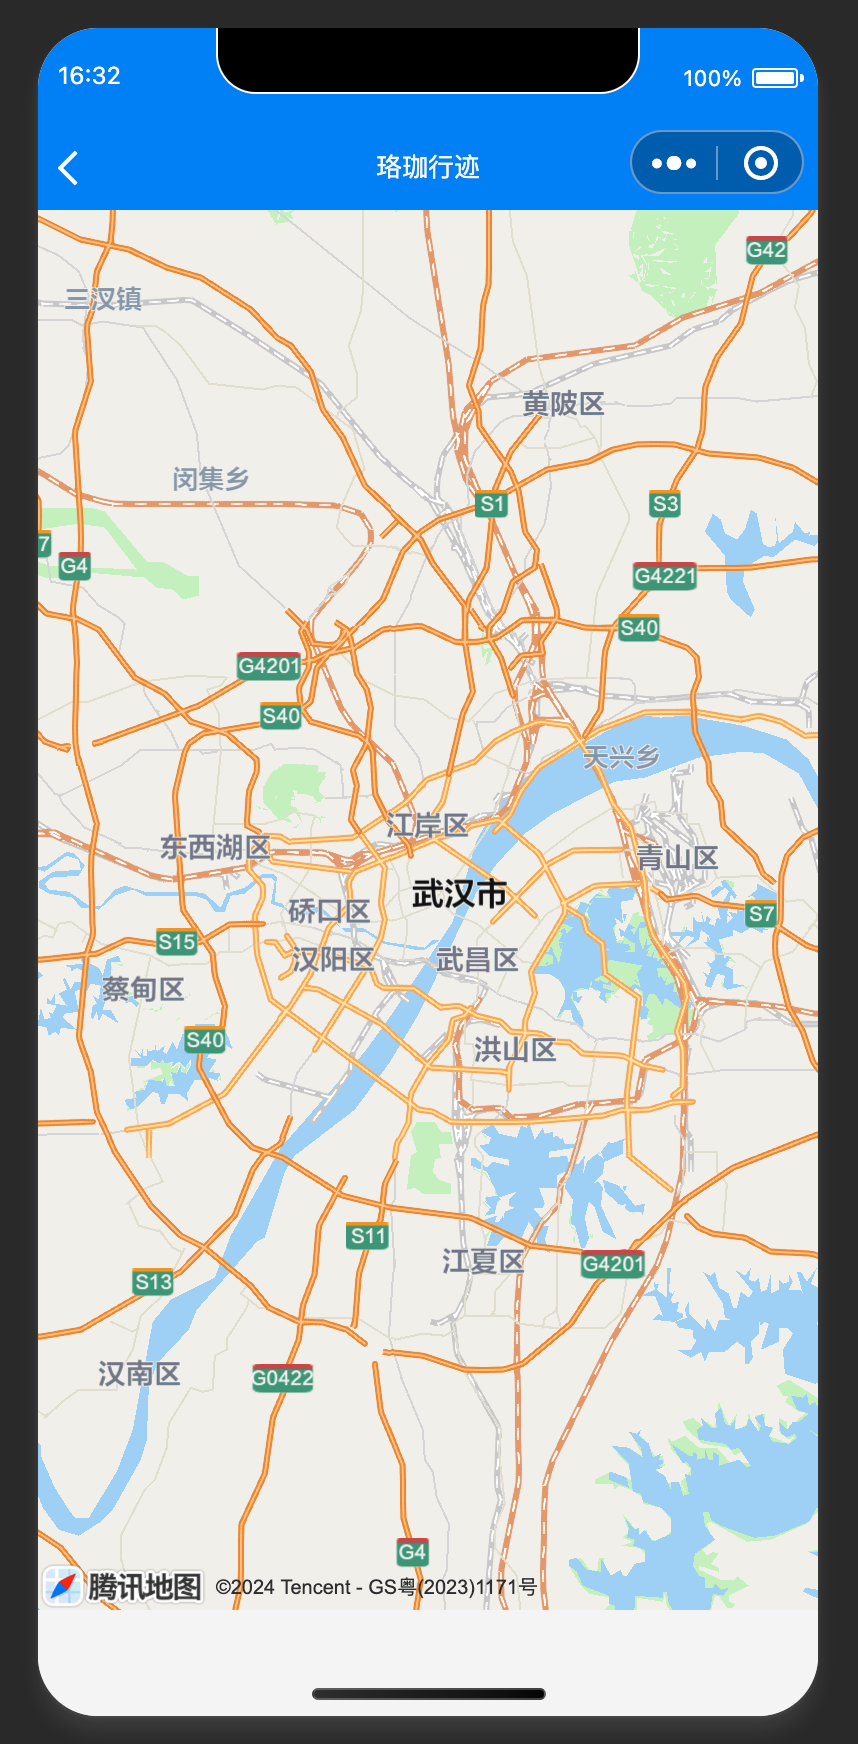 16:32
100%
珞珈行迹
G42
三汊镇
黄陂区
闵集乡
S1
S3
7
G4
G4221
S40
G4201
S40
天兴乡
江岸区
东西湖区
青山区
武汉市
硚口区
S7
S15
汉阳区
武昌区
蔡甸区
S40
洪山区
S11
江夏区
G4201
S13
汉南区
G0422
G4
腾讯地图
©2024 Tencent - GS粤(2023)1171号